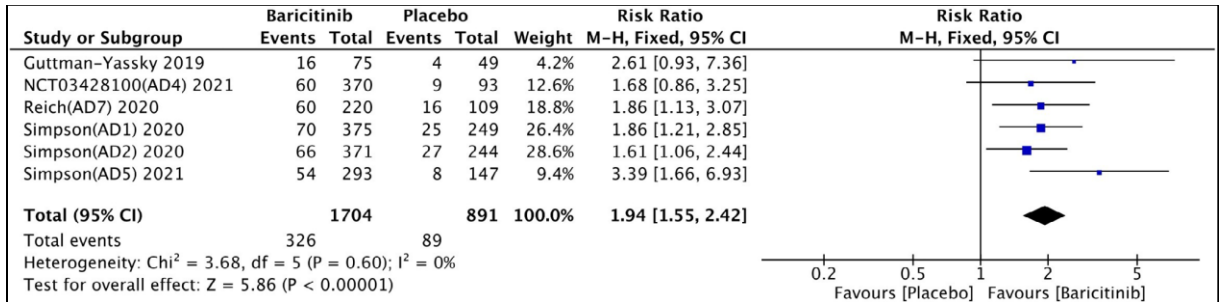 Baricitinib Placebo Risk Ratio Risk Ratio
Study or Subgroup Events Total Events Total Weight M-H, Fixed, 95% CI M-H, Fixed, 95% CI
Guttman-Yassky 2019 16 75 4 49 4.2% 2.61 [0.93, 7.36]
NCT03428100(AD4) 2021 60 370 9 93 12.6% 1.68 [0.86, 3.25]
Reich(AD7) 2020 60 220 16 109 18.8% 1.86 [1.13, 3.07]
Simpson(AD1) 2020 70 375 25 249 26.4% 1.86 [1.21, 2.85]
Simpson(AD2) 2020 66 371 27 244 28.6% 1.61 [1.06, 2.44]
Simpson(AD5) 2021 54 293 8 147 9.4% 3.39 [1.66, 6.93]
Total (95% CI) 1704 891 100.0% 1.94 [1.55, 2.42]
Total events 326 89
Heterogeneity: Chi² = 3.68, df = 5 (P = 0.60); I² = 0%
Test for overall effect: Z = 5.86 (P < 0.00001)
0.2 0.5 1 2 5
Favours [Placebo] Favours [Baricitinib]